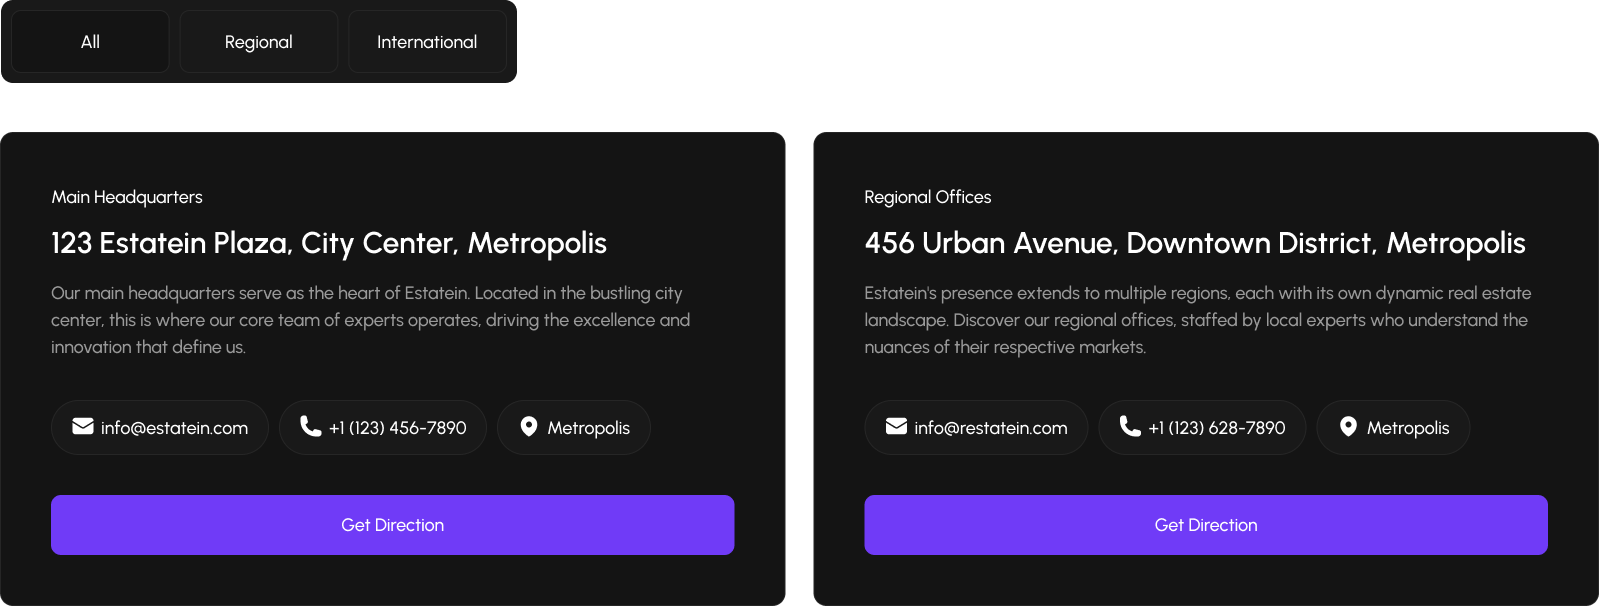 All
Regional
International
Main Headquarters
123 Estatein Plaza, City Center, Metropolis
Our main headquarters serve as the heart of Estatein. Located in the bustling city
center, this is where our core team of experts operates, driving the excellence and
innovation that define us.
info@estatein.com
+1 (123) 456-7890
Metropolis
Get Direction
Regional Offices
456 Urban Avenue, Downtown District, Metropolis
Estatein's presence extends to multiple regions, each with its own dynamic real estate
landscape. Discover our regional offices, staffed by local experts who understand the
nuances of their respective markets.
info@restatein.com
+1 (123) 628-7890
Metropolis
Get Direction